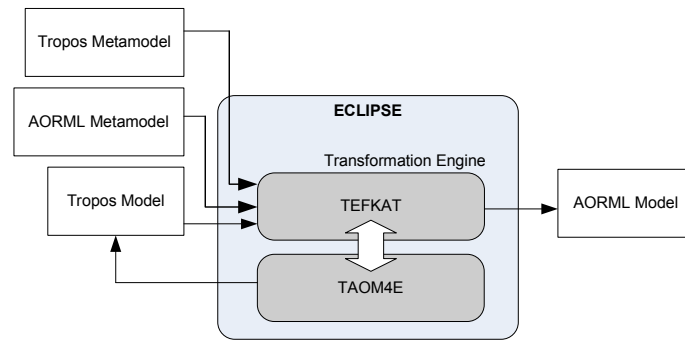 Tropos Metamodel
AORML Metamodel
ECLIPSE
Transformation Engine
Tropos Model
TEFKAT
AORML Model
TAOM4E